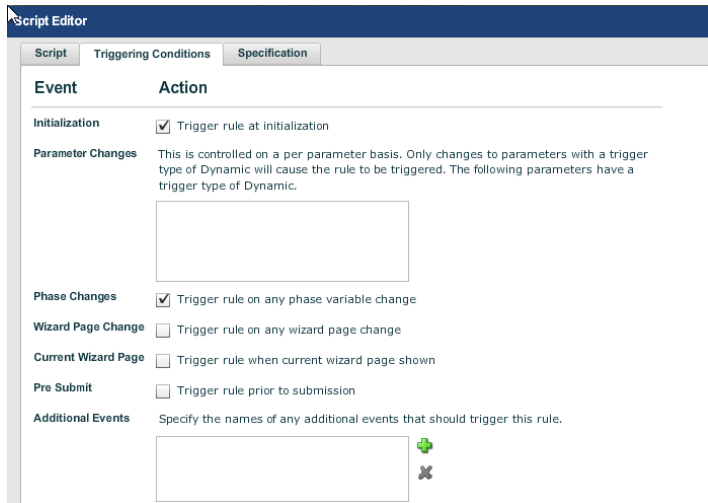 Script Editor
Script Triggering Conditions Specification
Event Action
Initialization Trigger rule at initialization
Parameter Changes This is controlled on a per parameter basis. Only changes to parameters with a trigger
type of Dynamic will cause the rule to be triggered. The following parameters have a
trigger type of Dynamic.
Phase Changes Trigger rule on any phase variable change
Wizard Page Change Trigger rule on any wizard page change
Current Wizard Page Trigger rule when current wizard page shown
Pre Submit Trigger rule prior to submission
Additional Events Specify the names of any additional events that should trigger this rule.